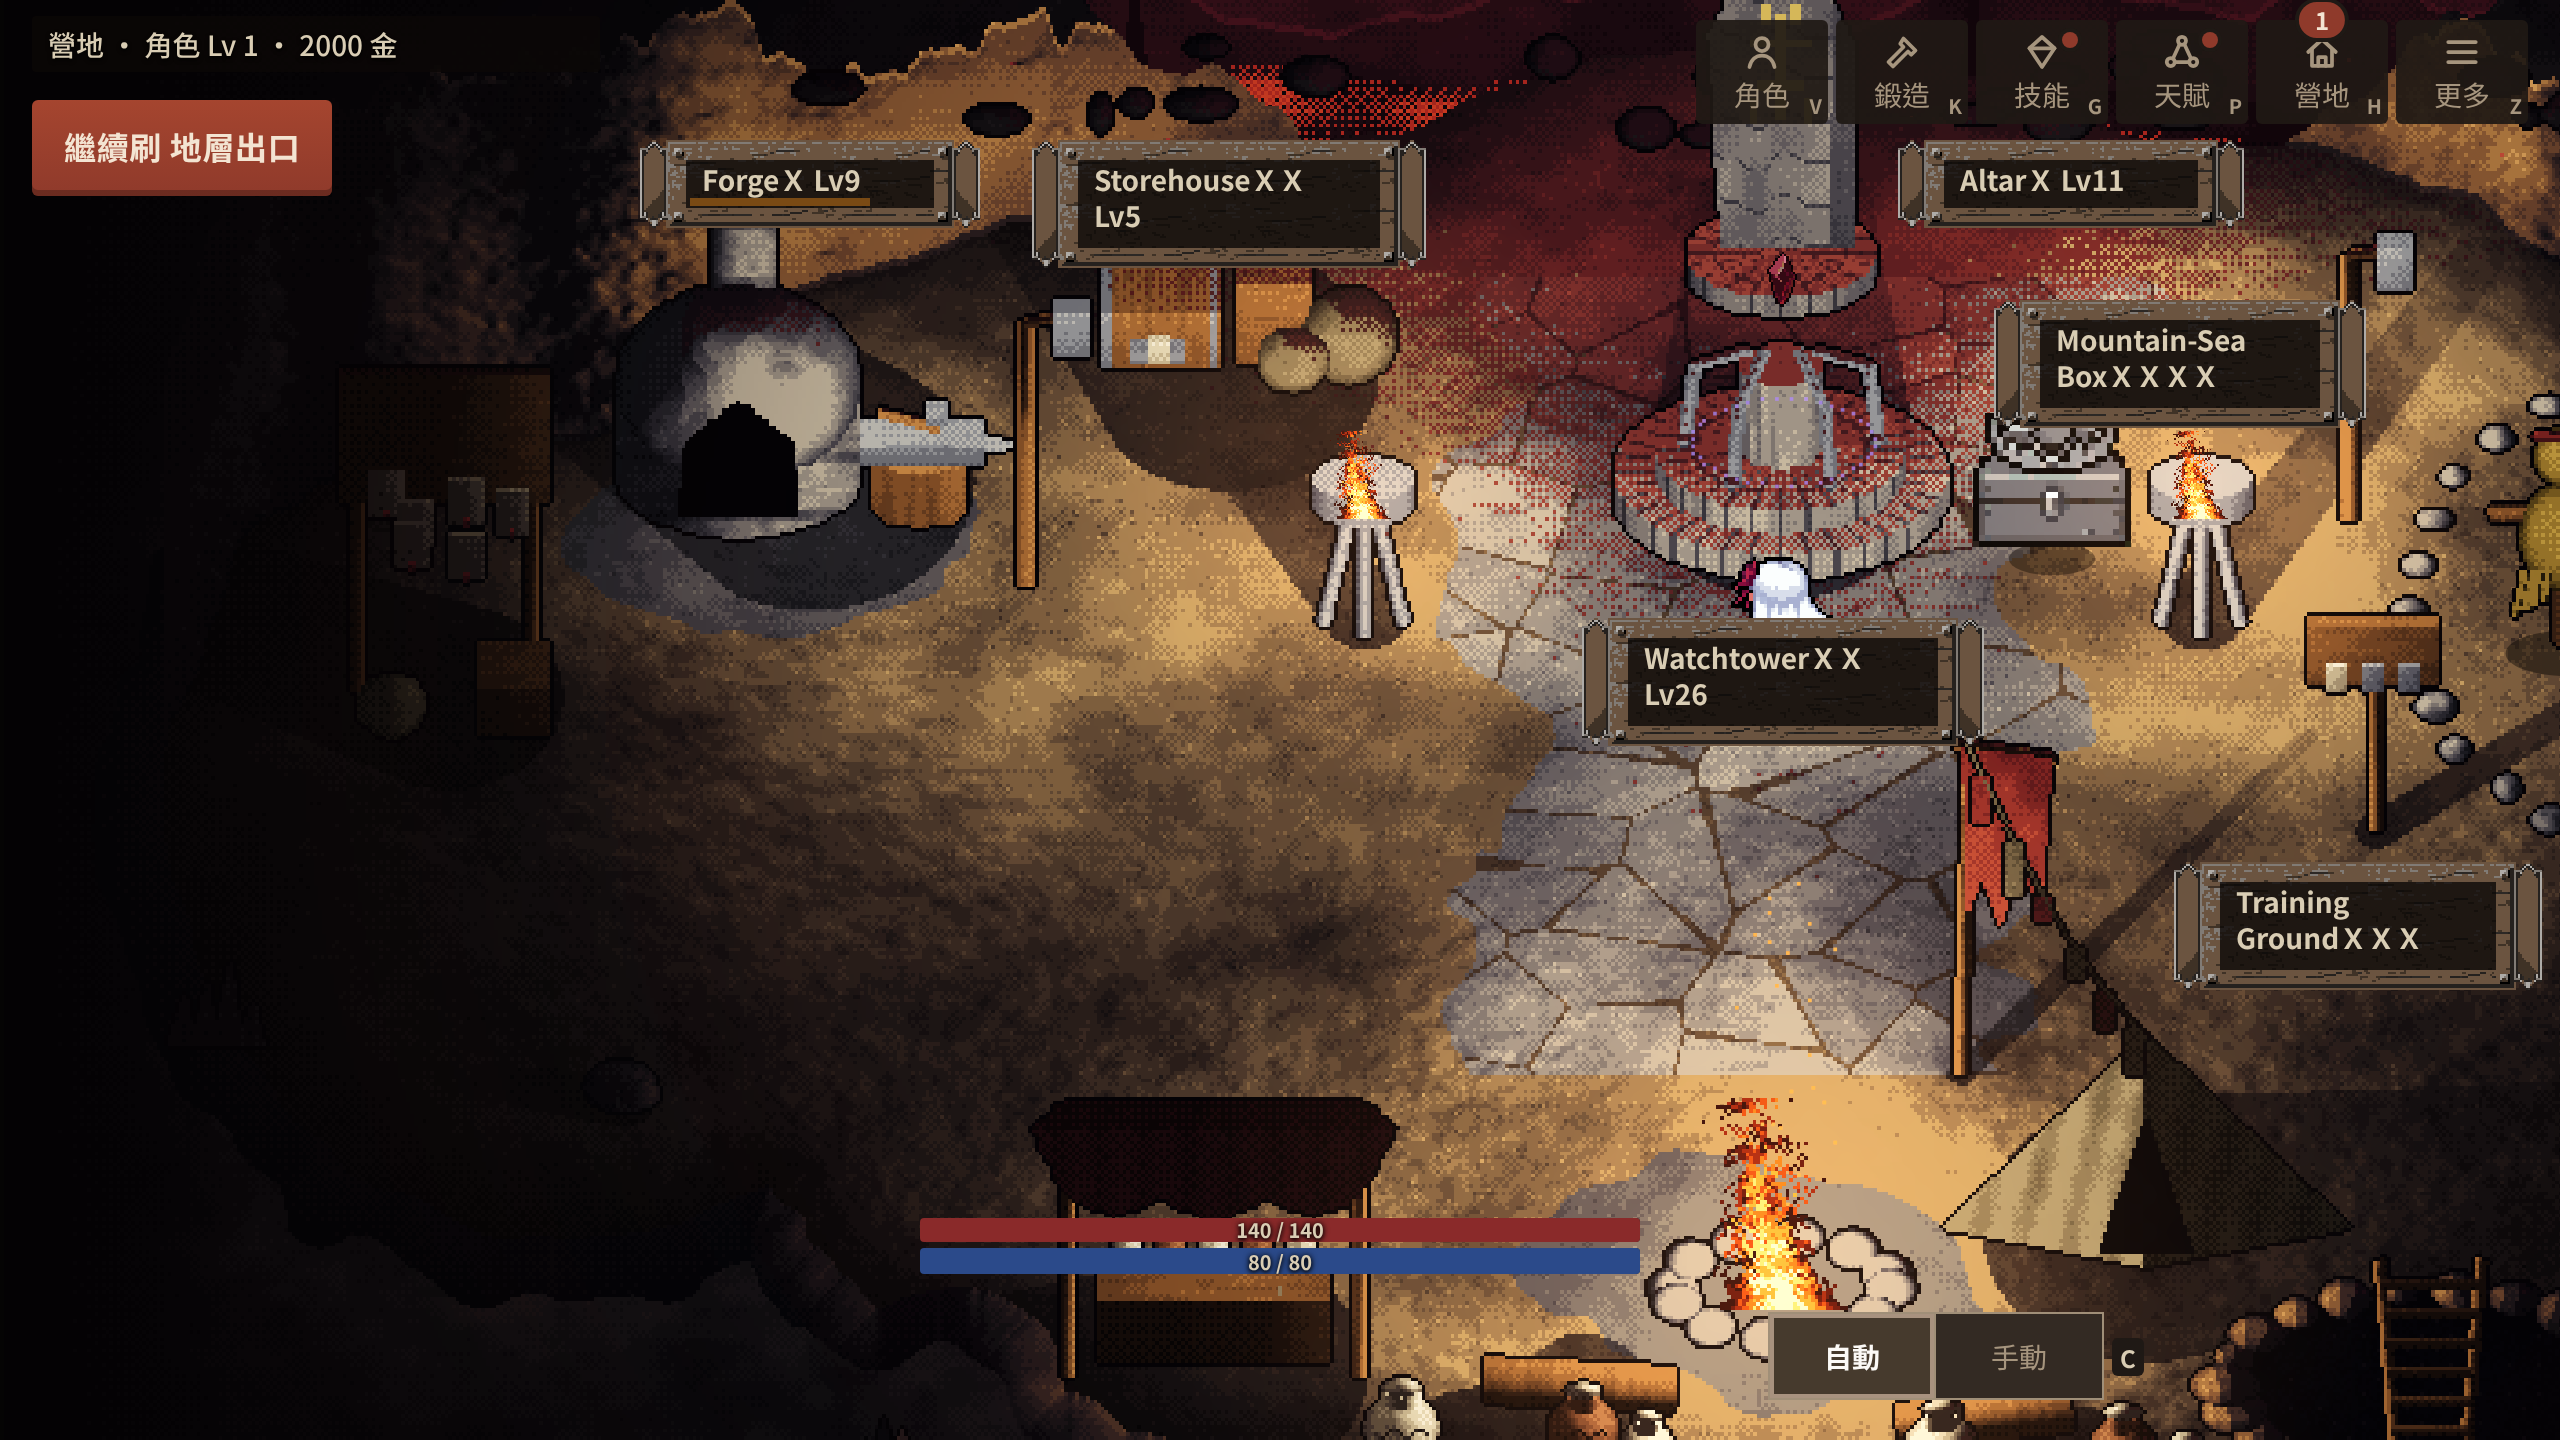 營地 • 角色 Lv 1 • 2000 金
繼續刷 地層出口
1
角色 V
鍛造 K
技能 G
天賦 P
營地 H
更多 Z
Forge X Lv9
Storehouse X X
Lv5
Altar X Lv11
Mountain-Sea
Box X X X X
Watchtower X X
Lv26
Training
Ground X X X
140 / 140
80 / 80
自動
手動
C